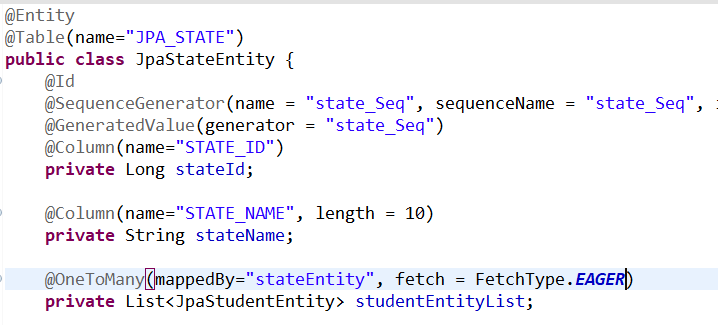 @Entity
@Table(name="JPA_STATE")
public class JpaStateEntity {
@Id
@SequenceGenerator(name = "state_Seq", sequenceName = "state_Seq",
@GeneratedValue(generator = "state_Seq")
@Column(name="STATE_ID")
private Long stateId;
@Column(name="STATE_NAME", length = 10)
private String stateName;
@OneToMany(mappedBy="stateEntity", fetch = FetchType.EAGER)
private List<JpaStudentEntity> studentEntityList;